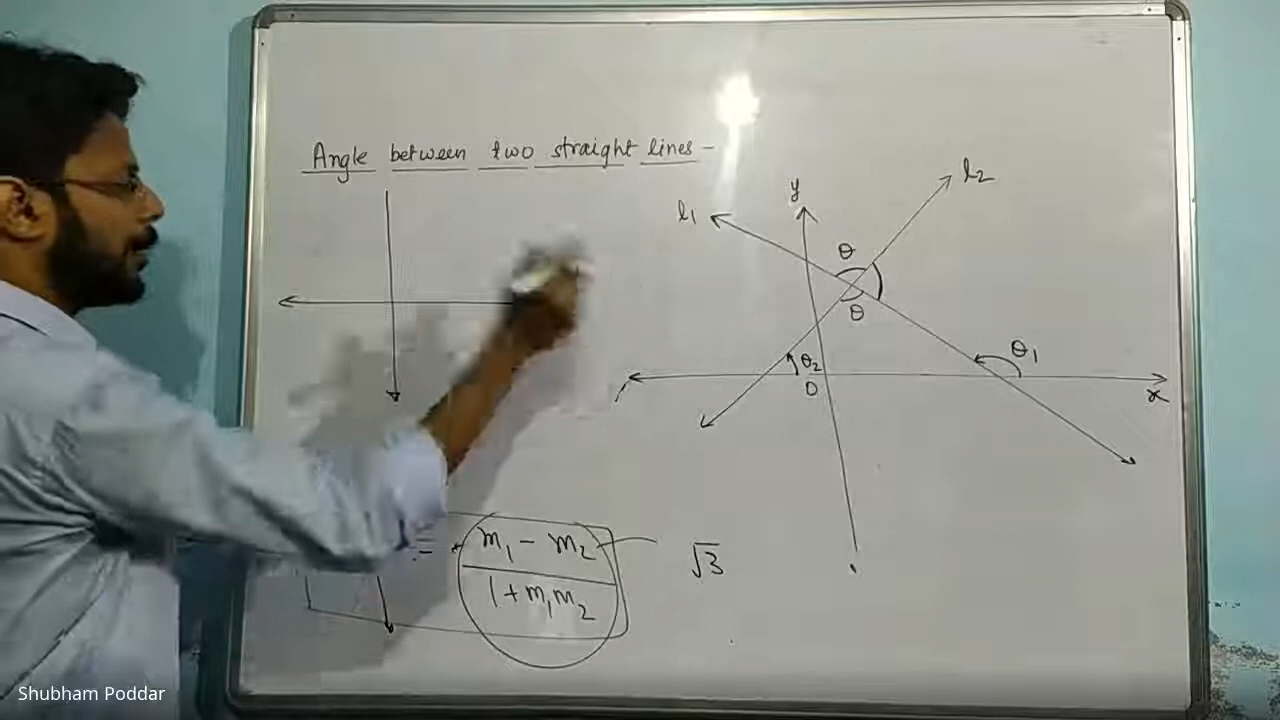 Angle between two straight lines -
y
l₁
l₂
θ
θ
θ₁
θ₂
O
x
= m₁ - m₂
1 + m₁m₂
√3
Shubham Poddar